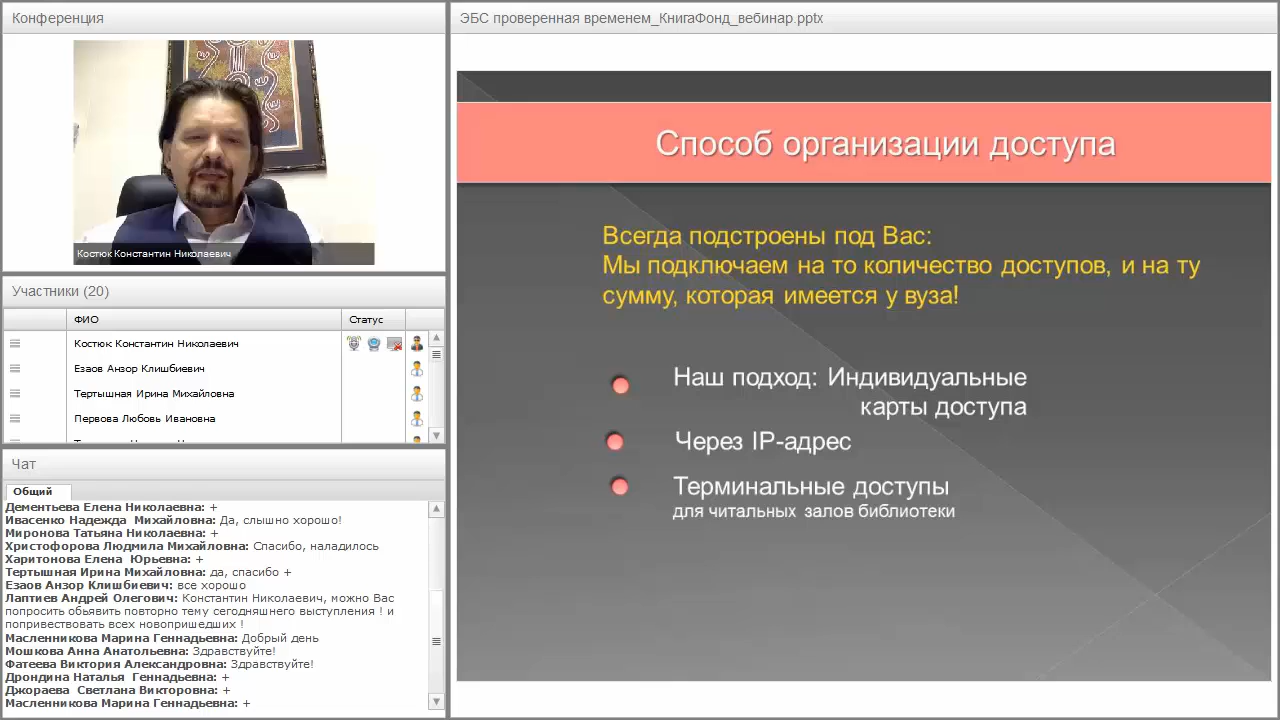 Конференция
Костюк Константин Николаевич
Участники (20)
ФИО
Статус
Костюк Константин Николаевич
Езаов Анзор Клишбиевич
Тертышная Ирина Михайловна
Первова Любовь Ивановна
Чат
Общий
Дементьева Елена Николаевна: +
Ивасенко Надежда Михайловна: Да, слышно хорошо!
Миронова Татьяна Николаевна: +
Христофорова Людмила Михайловна: Спасибо, наладилось
Харитонова Елена Юрьевна: +
Тертышная Ирина Михайловна: да, спасибо +
Езаов Анзор Клишбиевич: все хорошо
Лаптиев Андрей Олегович: Константин Николаевич, можно Вас
попросить обьявить повторно тему сегодняшнего выступления ! и
попривествовать всех новопришедших !
Масленникова Марина Геннадьевна: Добрый день
Мошкова Анна Анатольевна: Здравствуйте!
Фатеева Виктория Александровна: Здравствуйте!
Дрондина Наталья Геннадьевна: +
Джораева Светлана Викторовна: +
Масленникова Марина Геннадьевна: +
ЭБС проверенная временем_КнигаФонд_вебинар.pptx
Способ организации доступа
Всегда подстроены под Вас:
Мы подключаем на то количество доступов, и на ту
сумму, которая имеется у вуза!
Наш подход: Индивидуальные
карты доступа
Через IP-адрес
Терминальные доступы
для читальных залов библиотеки